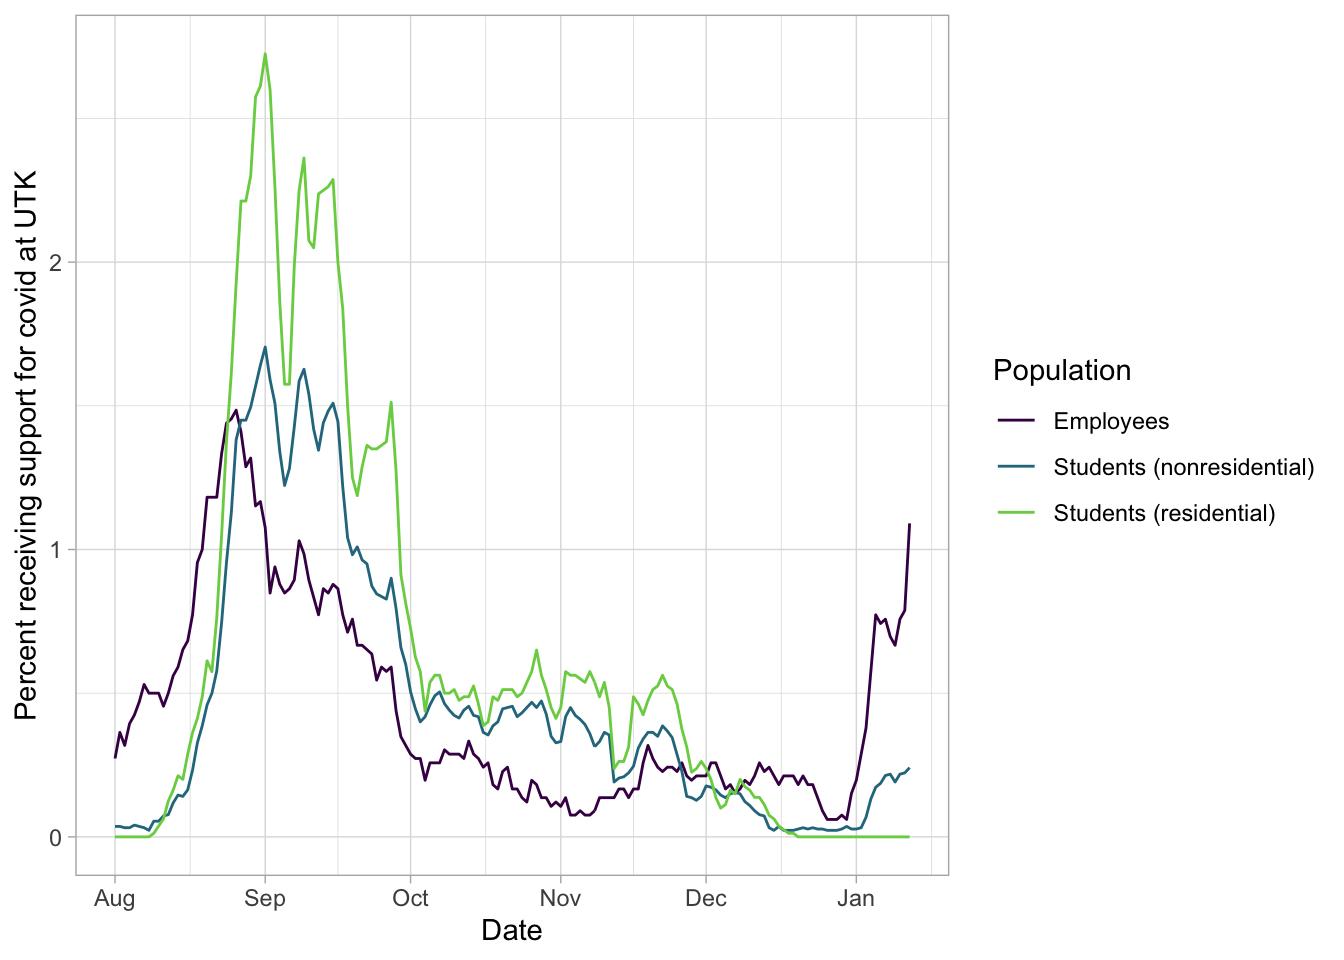 Percent receiving support for covid at UTK
2
1
0
Aug Sep Oct Nov Dec Jan
Date
Population
Employees
Students (nonresidential)
Students (residential)